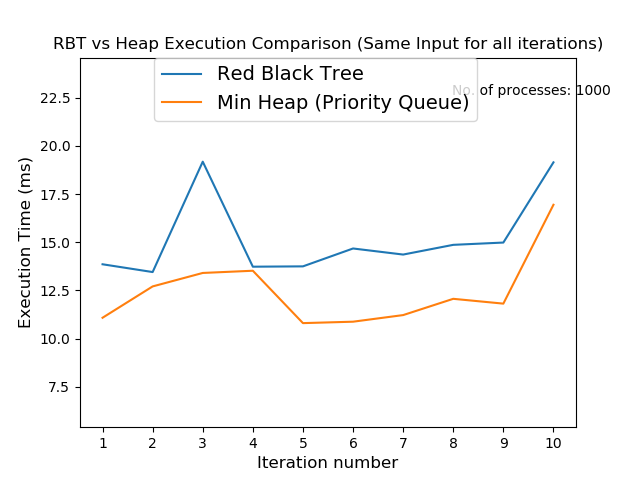 RBT vs Heap Execution Comparison (Same Input for all iterations)
Red Black Tree
Min Heap (Priority Queue)
No. of processes: 1000
Execution Time (ms)
22.5
20.0
17.5
15.0
12.5
10.0
7.5
1 2 3 4 5 6 7 8 9 10
Iteration number